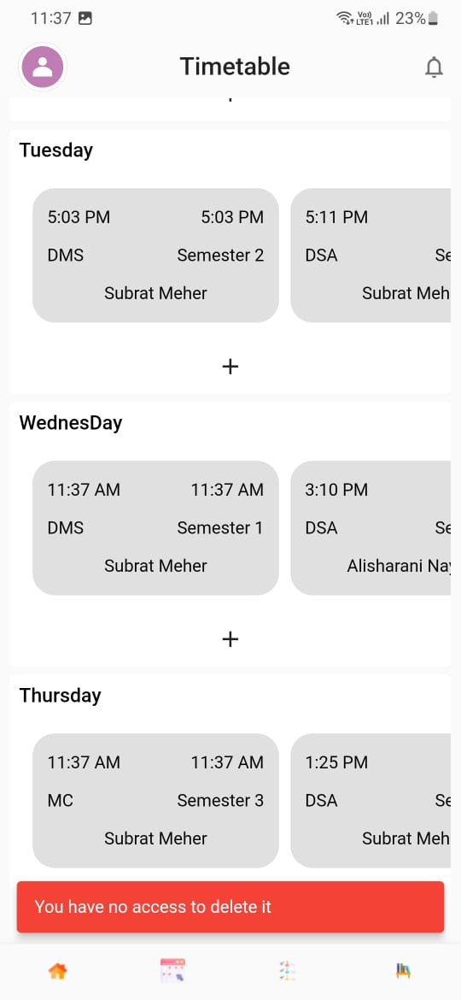 11:37 Vo)) LTE1 23%
Timetable
Tuesday
5:03 PM 5:03 PM 5:11 PM
DMS Semester 2 DSA Se
Subrat Meher Subrat Meh
+
WednesDay
11:37 AM 11:37 AM 3:10 PM
DMS Semester 1 DSA Se
Subrat Meher Alisharani Nay
+
Thursday
11:37 AM 11:37 AM 1:25 PM
MC Semester 3 DSA Se
Subrat Meher Subrat Meh
You have no access to delete it